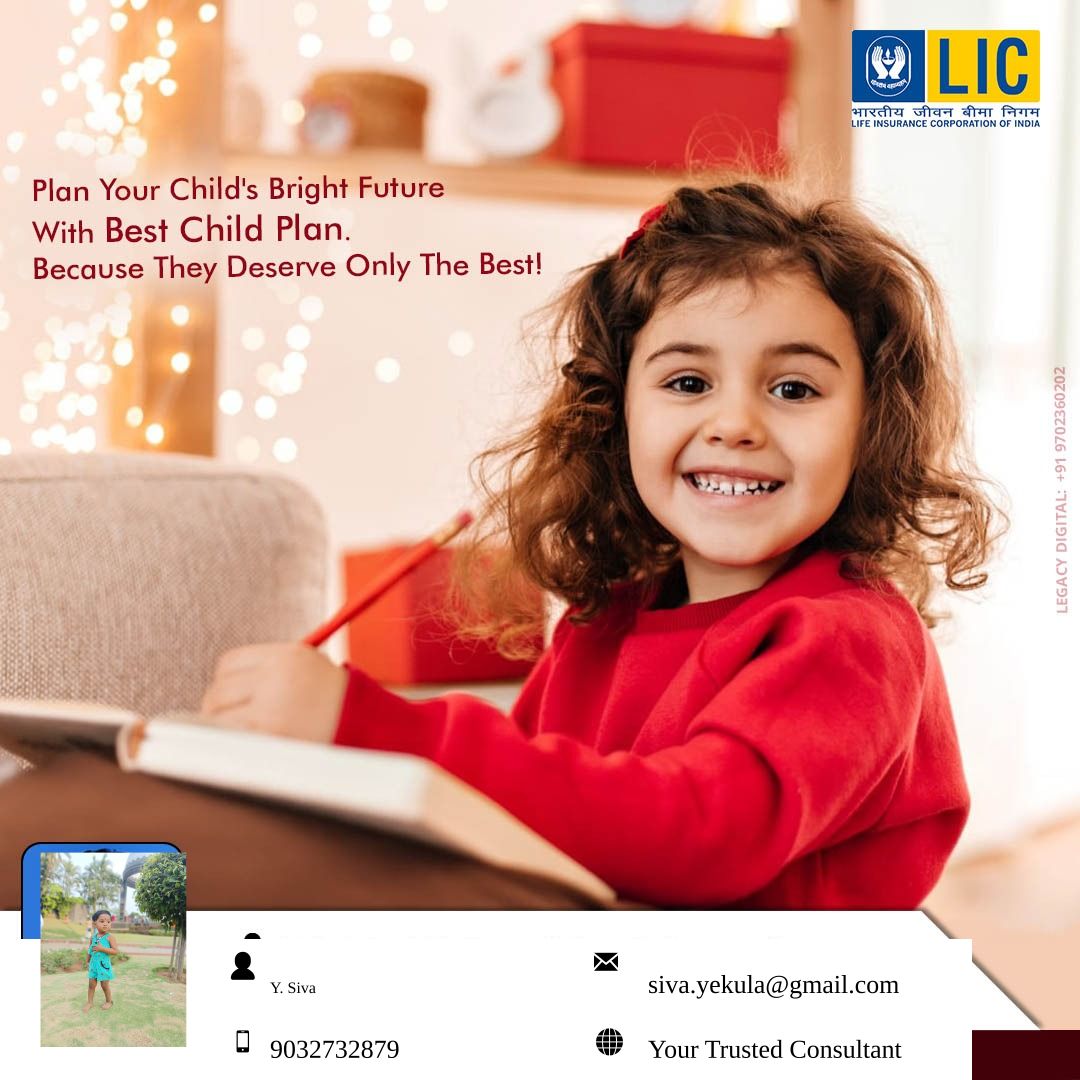 LIC
भारतीय जीवन बीमा निगम
LIFE INSURANCE CORPORATION OF INDIA
Plan Your Child's Bright Future
With Best Child Plan.
Because They Deserve Only The Best!
LEGACY DIGITAL: +91 9702360202
Y. Siva
siva.yekula@gmail.com
9032732879
Your Trusted Consultant